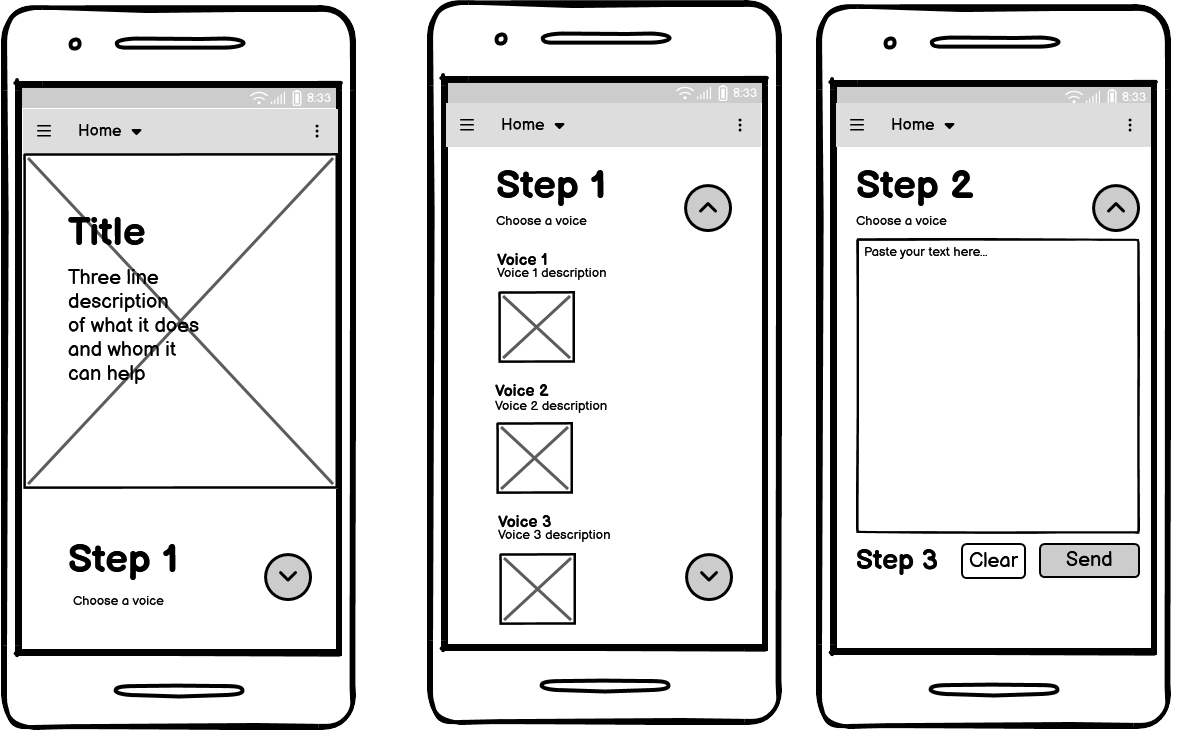 8:33
Home
Title
Three line
description
of what it does
and whom it
can help
Step 1
Choose a voice
8:33
Home
Step 1
Choose a voice
Voice 1
Voice 1 description
Voice 2
Voice 2 description
Voice 3
Voice 3 description
8:33
Home
Step 2
Choose a voice
Paste your text here...
Step 3
Clear
Send